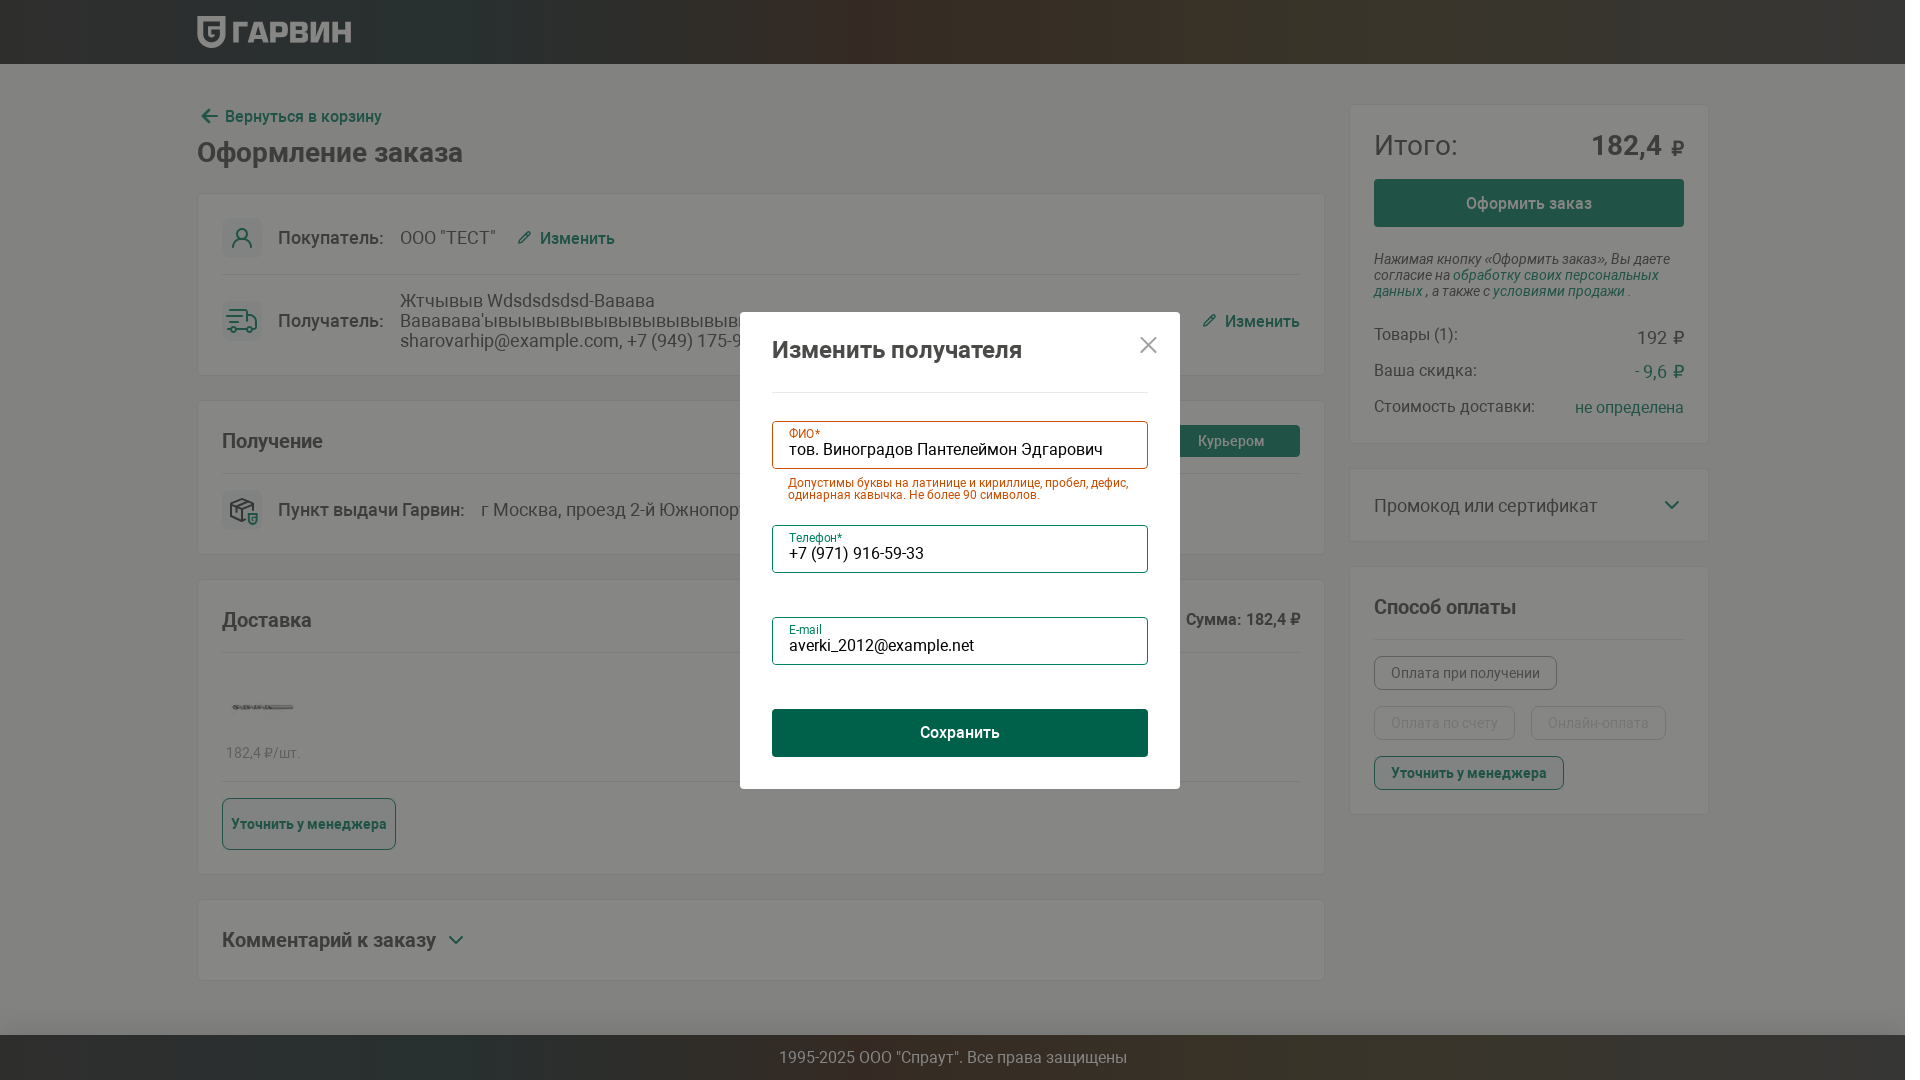 ГАРВИН
Вернуться в корзину
Оформление заказа
Покупатель: ООО "ТЕСТ" Изменить
Получатель:
Жтчывыв Wdsdsdsdsd-Вавава
Вавававa'ывыывывывывывывывывывы
sharovarhip@example.com, +7 (949) 175-9
Изменить
Получение
Курьером
Пункт выдачи Гарвин: г Москва, проезд 2-й Южнопор
Доставка
Сумма: 182,4 ₽
182,4 ₽/шт.
Уточнить у менеджера
Комментарий к заказу
Изменить получателя
ФИО*
тов. Виноградов Пантелеймон Эдгарович
Допустимы буквы на латинице и кириллице, пробел, дефис,
одинарная кавычка. Не более 90 символов.
Телефон*
+7 (971) 916-59-33
E-mail
averki_2012@example.net
Сохранить
Итого: 182,4 ₽
Оформить заказ
Нажимая кнопку «Оформить заказ», Вы даете
согласие на обработку своих персональных
данных , а также с условиями продажи .
Товары (1): 192 ₽
Ваша скидка: - 9,6 ₽
Стоимость доставки: не определена
Промокод или сертификат
Способ оплаты
Оплата при получении
Оплата по счету Онлайн-оплата
Уточнить у менеджера
1995-2025 ООО "Спраут". Все права защищены